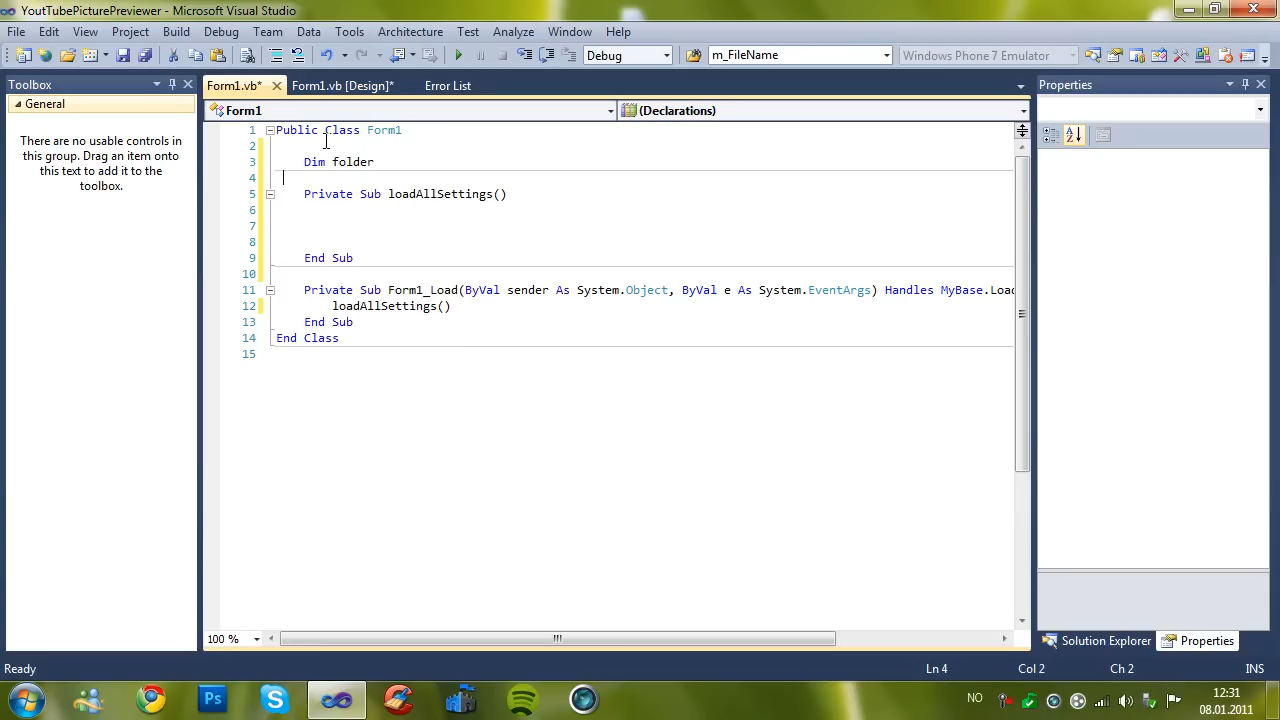 YoutTubePicturePreviewer - Microsoft Visual Studio
File Edit View Project Build Debug Team Data Tools Architecture Test Analyze Window Help
Debug m_FileName Windows Phone 7 Emulator
Toolbox Form1.vb* Form1.vb [Design]* Error List Properties
General Form1 (Declarations)
There are no usable controls in
this group. Drag an item onto
this text to add it to the
toolbox.
1 Public Class Form1
2
3 Dim folder
4
5 Private Sub loadAllSettings()
6
7
8
9 End Sub
10
11 Private Sub Form1_Load(ByVal sender As System.Object, ByVal e As System.EventArgs) Handles MyBase.Load
12 loadAllSettings()
13 End Sub
14 End Class
15
100 %
Solution Explorer Properties
Ready Ln 4 Col 2 Ch 2 INS
Ps NO 12:31
08.01.2011